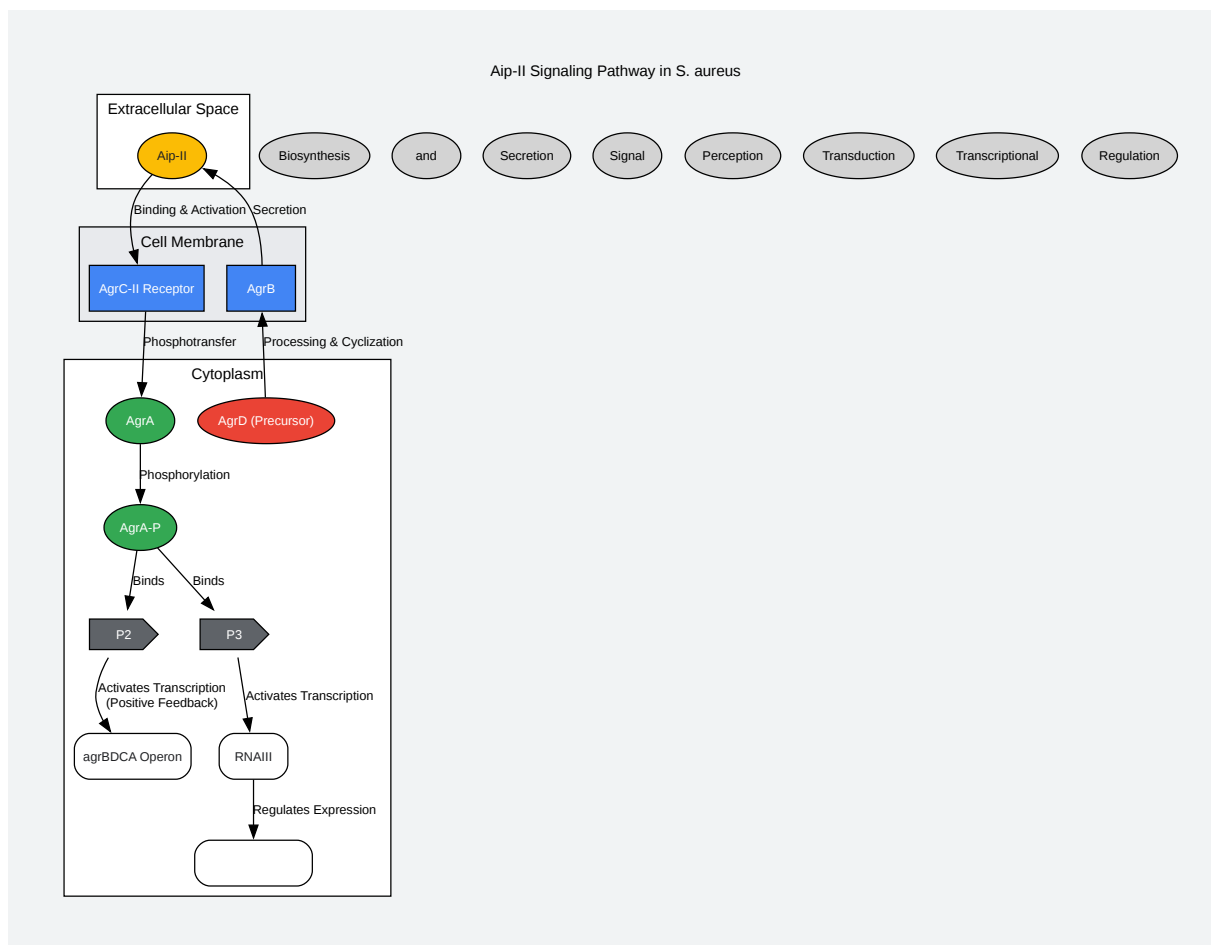 Aip-II Signaling Pathway in S. aureus
Extracellular Space
Aip-II
Biosynthesis
and
Secretion
Signal
Perception
Transduction
Transcriptional
Regulation
Binding & Activation
Secretion
Cell Membrane
AgrC-II Receptor
AgrB
Phosphotransfer
Processing & Cyclization
Cytoplasm
AgrA
AgrD (Precursor)
Phosphorylation
AgrA-P
Binds
Binds
P2
P3
Activates Transcription
(Positive Feedback)
Activates Transcription
agrBDCA Operon
RNAIII
Regulates Expression